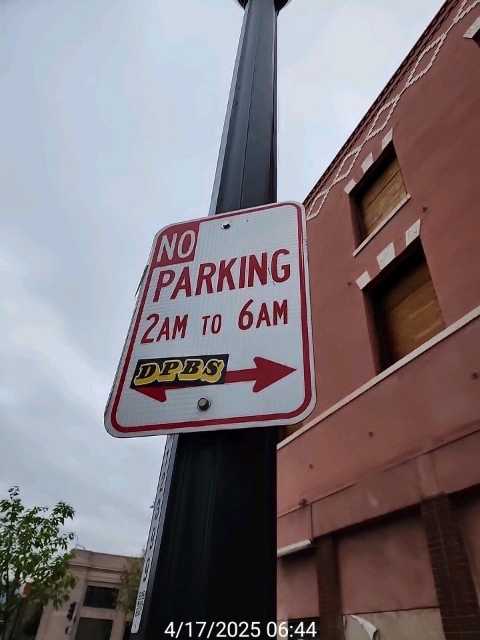 NO
PARKING
2AM TO 6AM
DPBS
4/17/2025 06:44